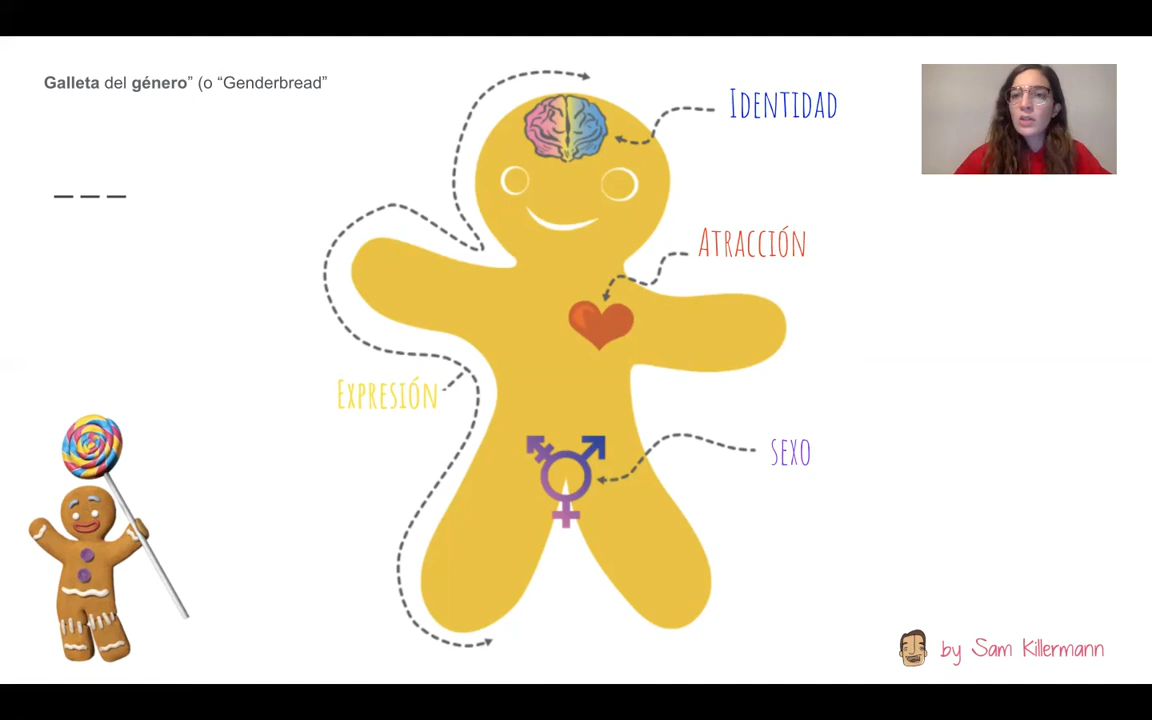 Galleta del género” (o “Genderbread”
IDENTIDAD
ATRACCIÓN
EXPRESIÓN
SEXO
by Sam Killermann